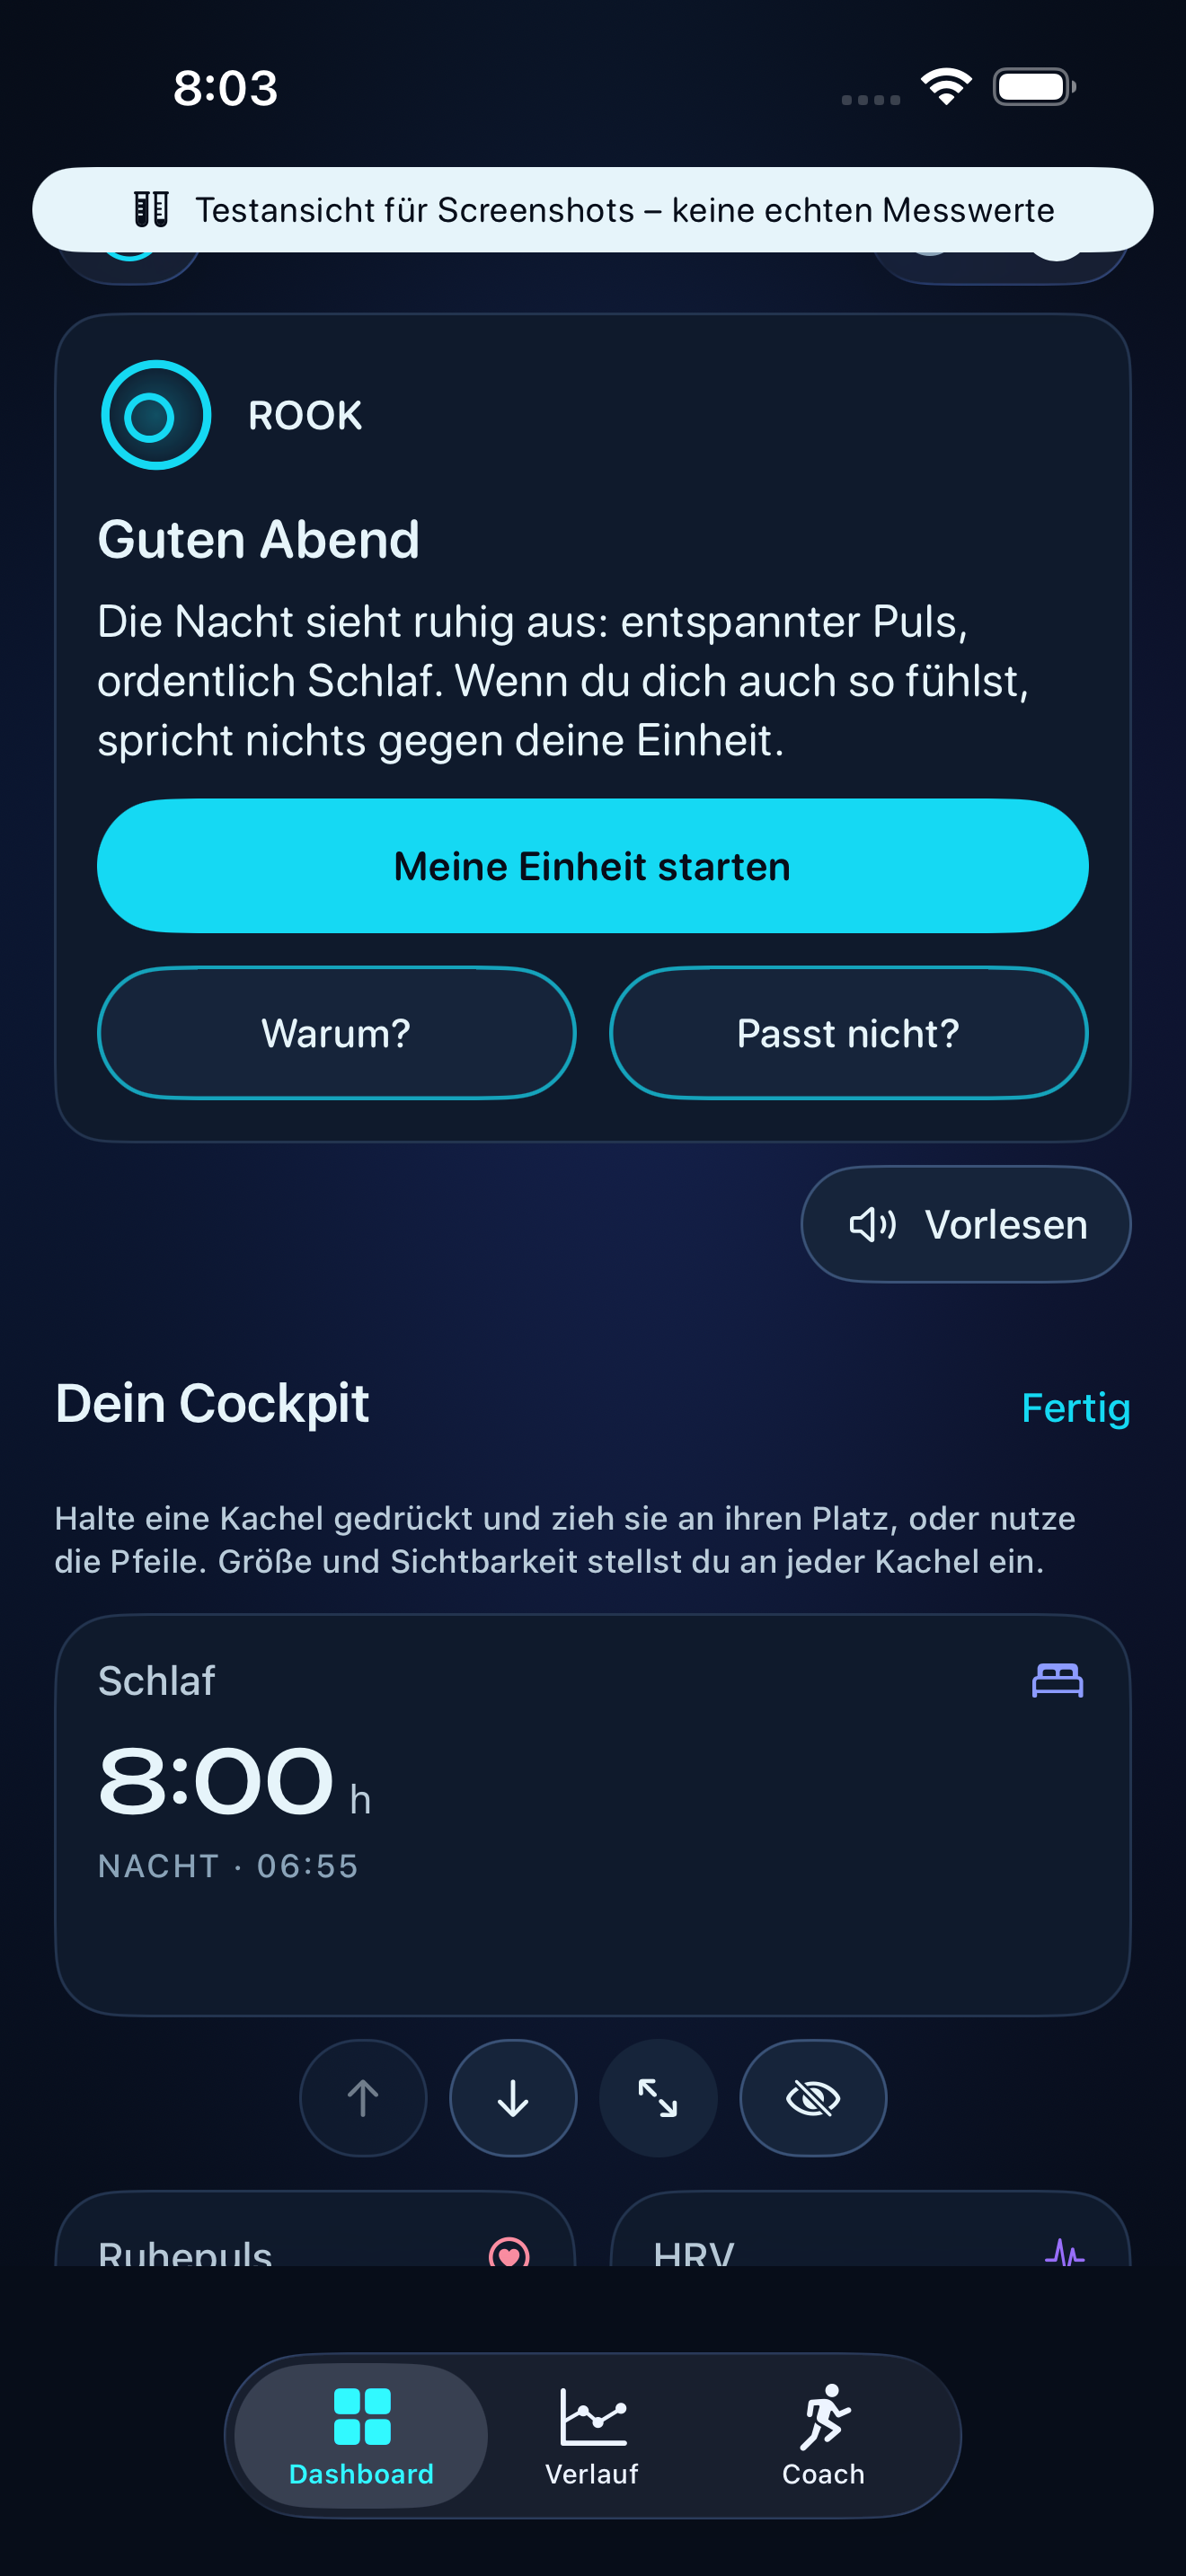 8:03
Testansicht für Screenshots – keine echten Messwerte
ROOK
Guten Abend
Die Nacht sieht ruhig aus: entspannter Puls,
ordentlich Schlaf. Wenn du dich auch so fühlst,
spricht nichts gegen deine Einheit.
Meine Einheit starten
Warum?
Passt nicht?
Vorlesen
Dein Cockpit
Fertig
Halte eine Kachel gedrückt und zieh sie an ihren Platz, oder nutze
die Pfeile. Größe und Sichtbarkeit stellst du an jeder Kachel ein.
Schlaf
8:00 h
NACHT · 06:55
Ruhepuls
HRV
Dashboard
Verlauf
Coach